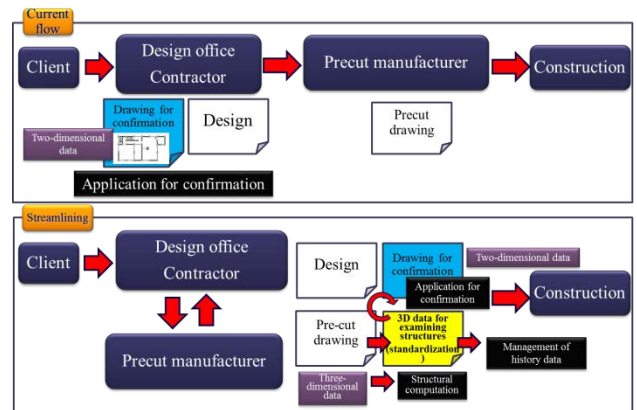 Current
flow
Client
Design office
Contractor
Precut manufacturer
Construction
Drawing for
confirmation
Design
Precut
drawing
Two-dimensional
data
Application for confirmation
Streamlining
Client
Design office
Contractor
Precut manufacturer
Design
Drawing for
confirmation
Two-dimensional data
Application for
confirmation
Construction
Pre-cut
drawing
3D data for
examining
structures
(standardization
)
Management of
history data
Three-
dimensional
data
Structural
computation